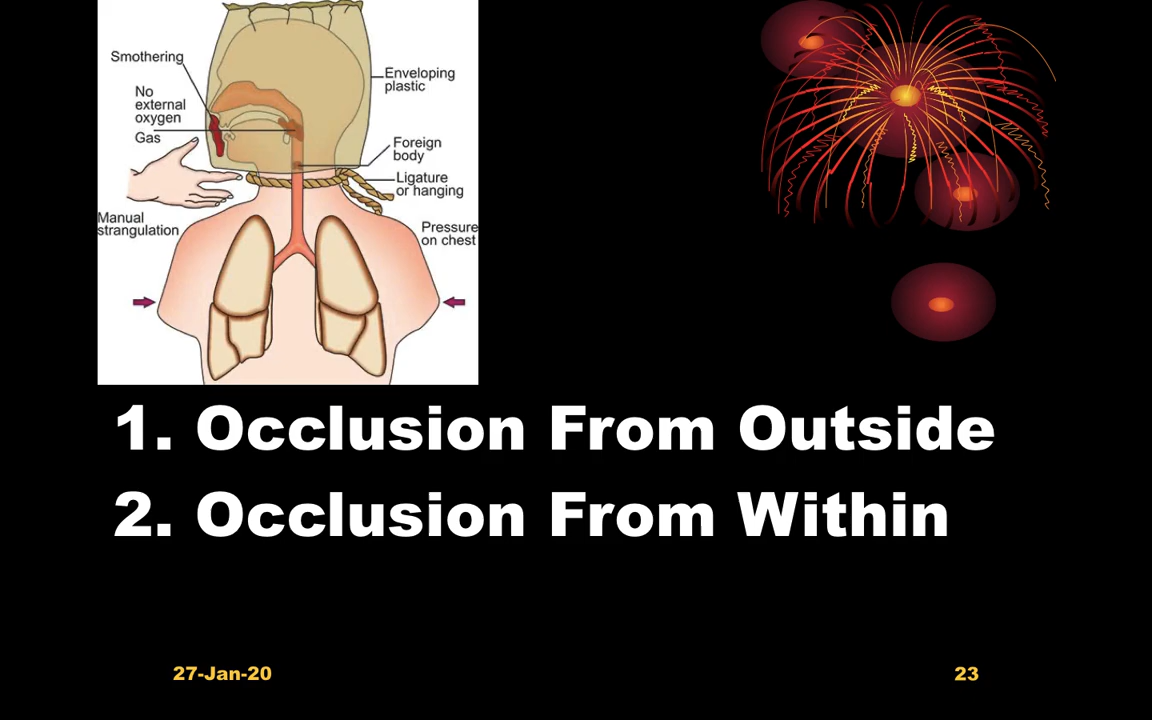 Smothering
No
external
oxygen
Gas
Manual
strangulation
Enveloping
plastic
Foreign
body
Ligature
or hanging
Pressure
on chest
1. Occlusion From Outside
2. Occlusion From Within
27-Jan-20
23